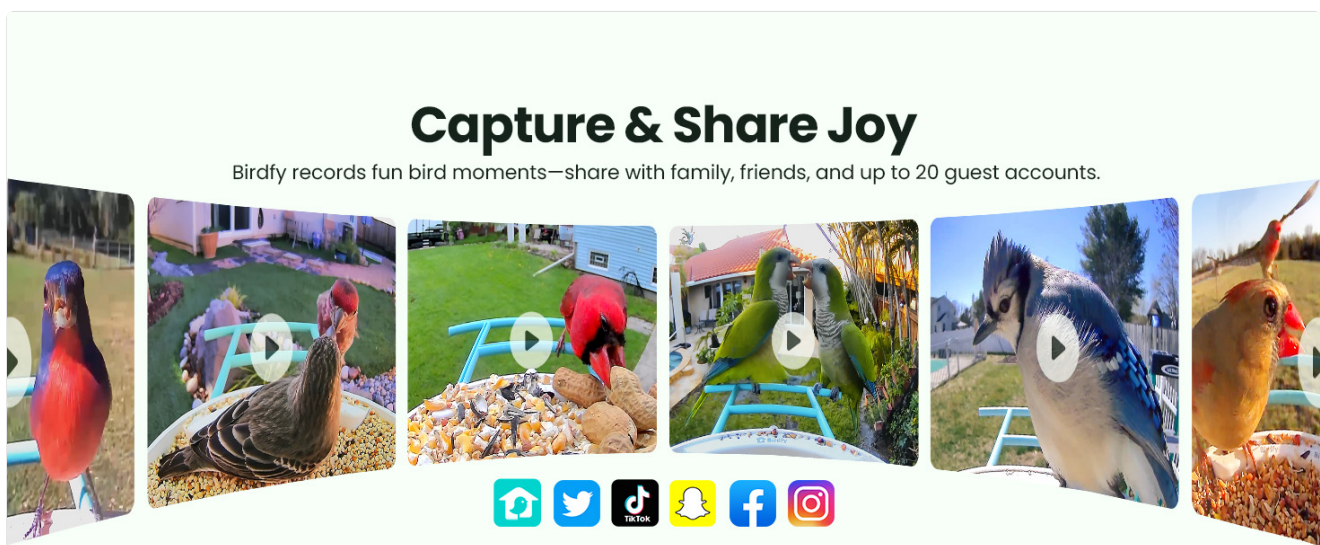 Capture & Share Joy
Birdfy records fun bird moments—share with family, friends, and up to 20 guest accounts.
Birdfy
TikTok